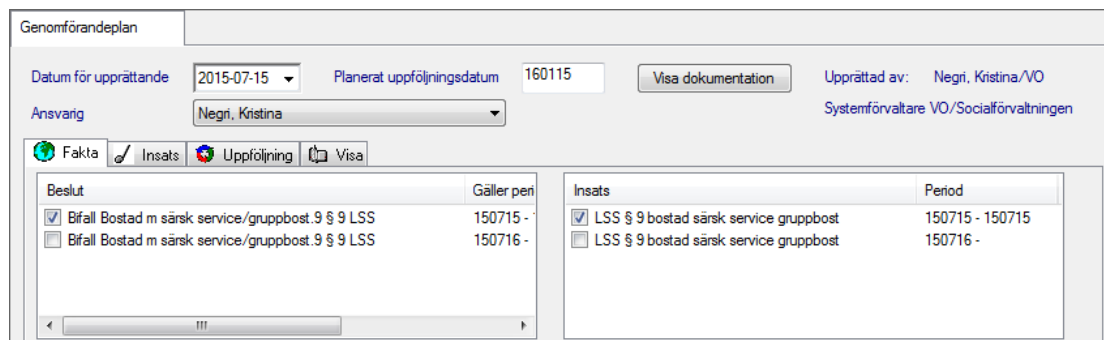 Genomförandeplan
Datum för upprättande 2015-07-15 Planerat uppföljningsdatum 160115 Visa dokumentation Upprättad av: Negri, Kristina/VO
Ansvarig Negri, Kristina Systemförvaltare VO/Socialförvaltningen
Fakta Insats Uppföljning Visa
Beslut Gäller peri Insats Period
Bifall Bostad m särsk service/gruppbost.9 § 9 LSS 150715 - LSS § 9 bostad särsk service gruppbost 150715 - 150715
Bifall Bostad m särsk service/gruppbost.9 § 9 LSS 150716 - LSS § 9 bostad särsk service gruppbost 150716 -